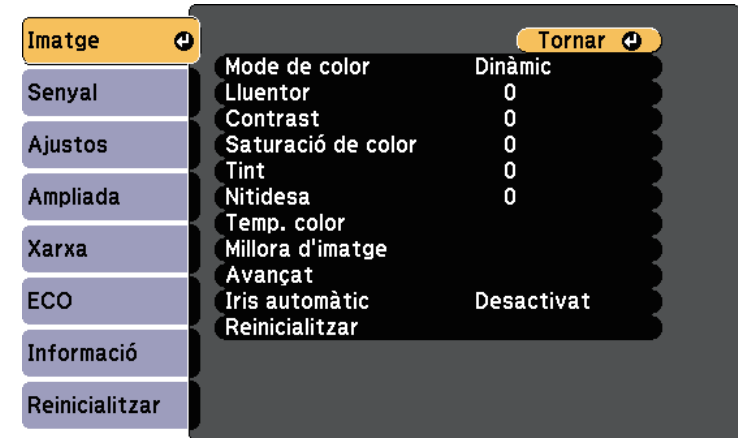 Imatge
Senyal
Ajustos
Ampliada
Xarxa
ECO
Informació
Reinicialitzar
Tornar
Mode de color Dinàmic
Lluentor 0
Contrast 0
Saturació de color 0
Tint 0
Nitidesa 0
Temp. color
Millora d'imatge
Avançat
Iris automàtic Desactivat
Reinicialitzar